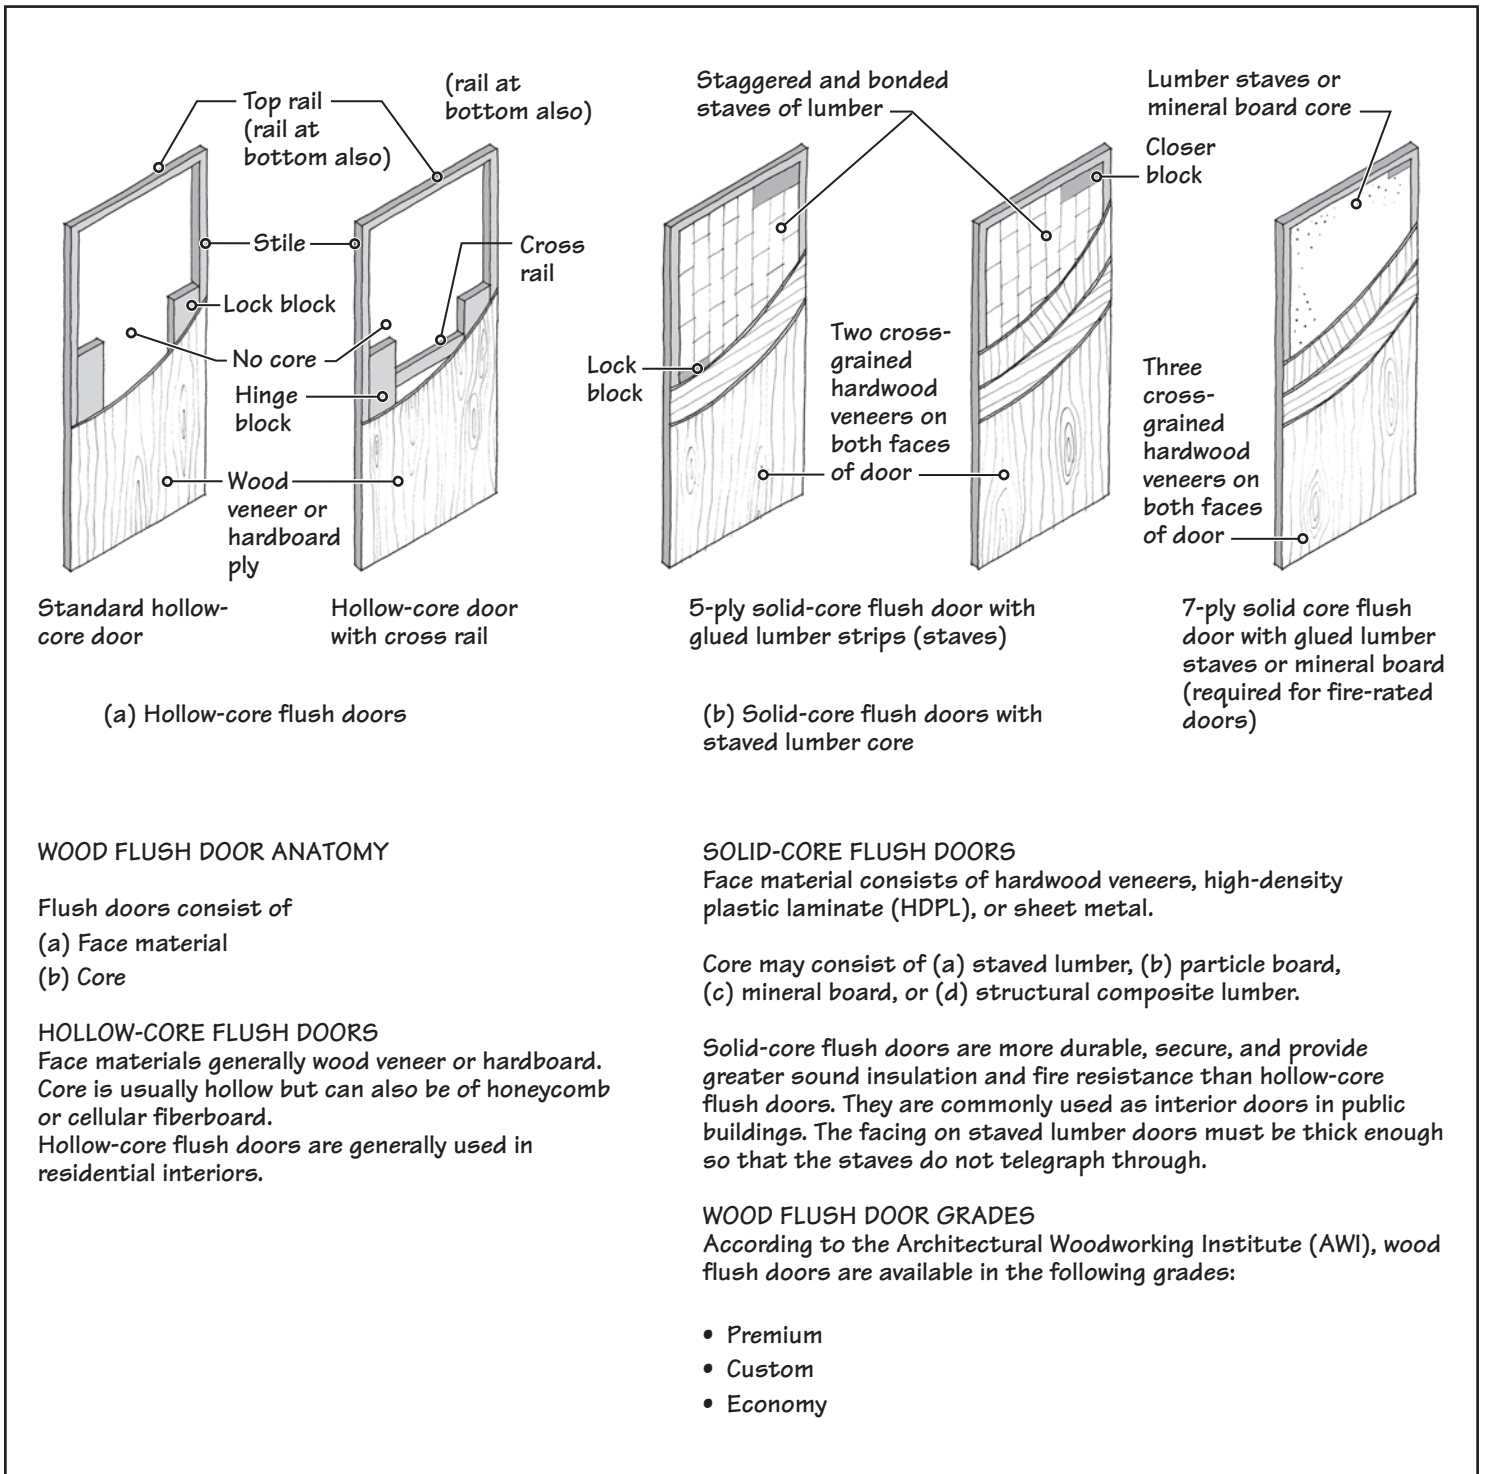 Top rail
(rail at
bottom also)
(rail at
bottom also)
Stile
Cross
rail
Lock block
No core
Hinge
block
Wood
veneer or
hardboard
ply
Standard hollow-
core door
Hollow-core door
with cross rail
(a) Hollow-core flush doors
Staggered and bonded
staves of lumber
Lumber staves or
mineral board core
Closer
block
Lock
block
Two cross-
grained
hardwood
veneers on
both faces
of door
Three
cross-
grained
hardwood
veneers on
both faces
of door
5-ply solid-core flush door with
glued lumber strips (staves)
7-ply solid core flush
door with glued lumber
staves or mineral board
(required for fire-rated
doors)
(b) Solid-core flush doors with
staved lumber core
WOOD FLUSH DOOR ANATOMY
Flush doors consist of
(a) Face material
(b) Core
HOLLOW-CORE FLUSH DOORS
Face materials generally wood veneer or hardboard.
Core is usually hollow but can also be of honeycomb
or cellular fiberboard.
Hollow-core flush doors are generally used in
residential interiors.
SOLID-CORE FLUSH DOORS
Face material consists of hardwood veneers, high-density
plastic laminate (HDPL), or sheet metal.
Core may consist of (a) staved lumber, (b) particle board,
(c) mineral board, or (d) structural composite lumber.
Solid-core flush doors are more durable, secure, and provide
greater sound insulation and fire resistance than hollow-core
flush doors. They are commonly used as interior doors in public
buildings. The facing on staved lumber doors must be thick enough
so that the staves do not telegraph through.
WOOD FLUSH DOOR GRADES
According to the Architectural Woodworking Institute (AWI), wood
flush doors are available in the following grades:
• Premium
• Custom
• Economy